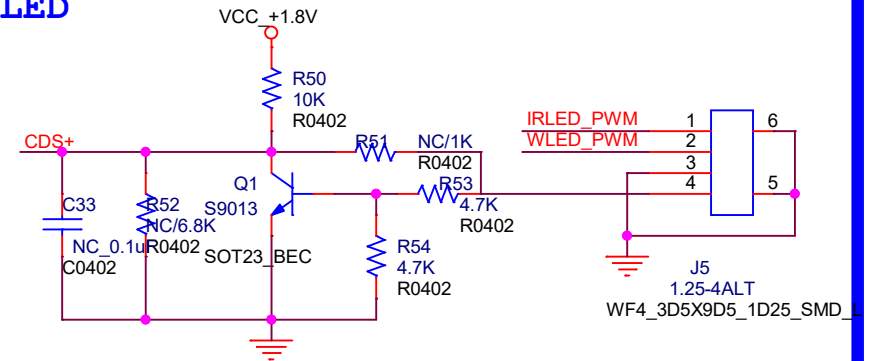 LED
VCC_+1.8V
R50
10K
R0402
CDS+
R51
NC/1K
R0402
IRLED_PWM
WLED_PWM
1
2
3
4
6
5
Q1
S9013
SOT23_BEC
R53
4.7K
R0402
C33
NC_0.1u
C0402
R52
NC/6.8K
R0402
R54
4.7K
R0402
J5
1.25-4ALT
WF4_3D5X9D5_1D25_SMD_L